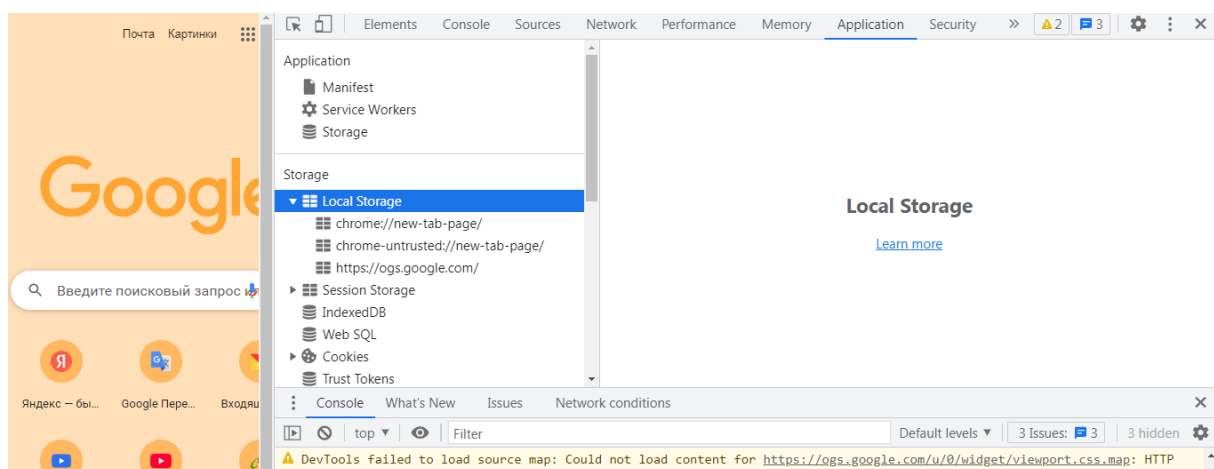 Почта Картинки
Google
Введите поисковый запрос ил
Я
G
Яндекс — бы...
Google Пере...
Входящ
Elements Console Sources Network Performance Memory Application Security » 2 3
Application
Manifest
Service Workers
Storage
Storage
Local Storage
chrome://new-tab-page/
chrome-untrusted://new-tab-page/
https://ogs.google.com/
Session Storage
IndexedDB
Web SQL
Cookies
Trust Tokens
Local Storage
Learn more
Console What's New Issues Network conditions
top Filter Default levels 3 Issues: 3 3 hidden
DevTools failed to load source map: Could not load content for https://ogs.google.com/u/0/widget/viewport.css.map: HTTP